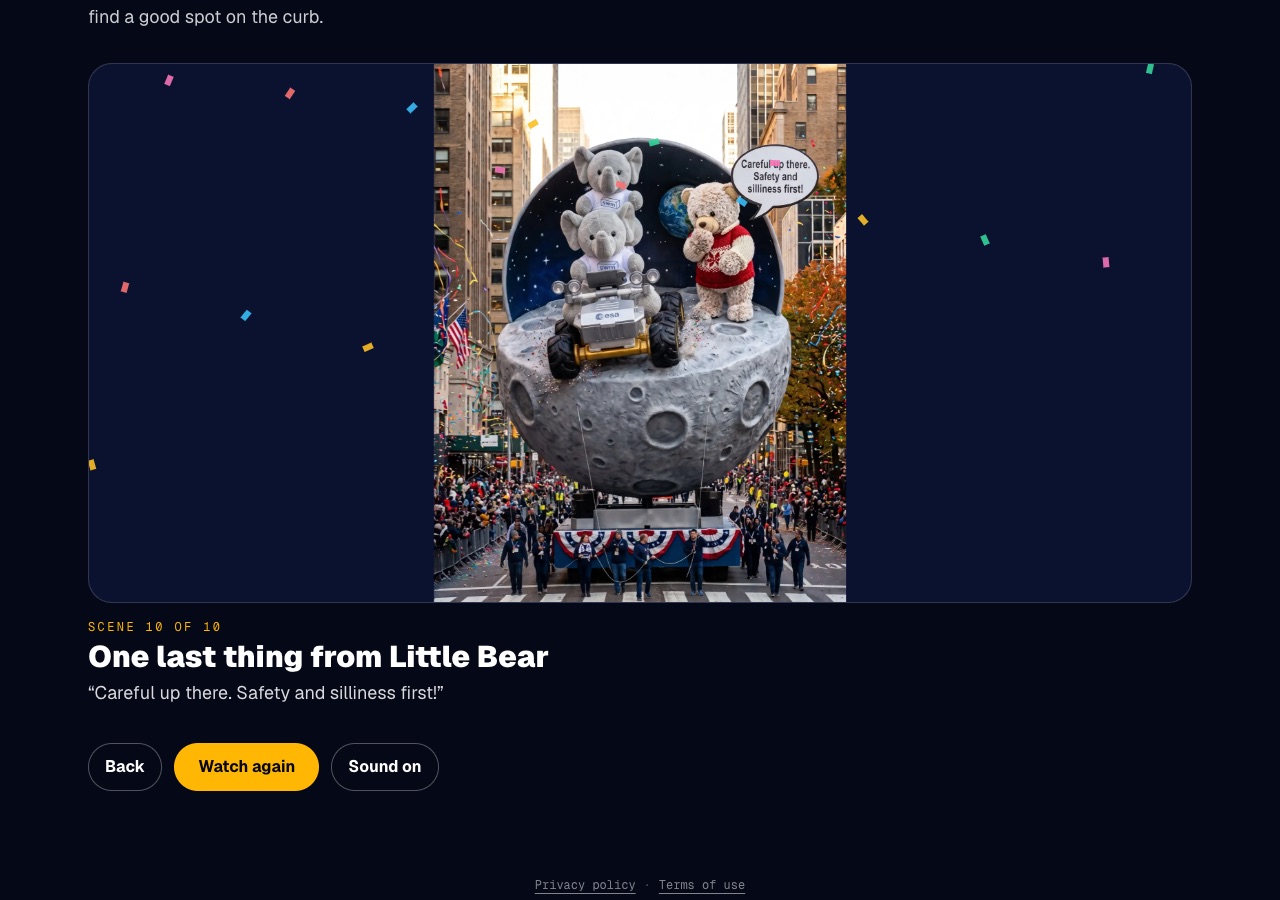 find a good spot on the curb.
Careful up there.
Safety and
silliness first!
esa
SCENE 10 OF 10
One last thing from Little Bear
“Careful up there. Safety and silliness first!”
Back
Watch again
Sound on
Privacy policy · Terms of use